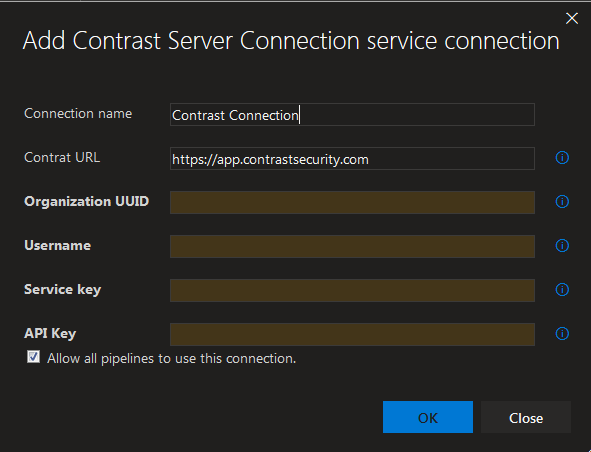 Add Contrast Server Connection service connection
Connection name
Contrast Connection
Contrat URL
https://app.contrastsecurity.com
Organization UUID
Username
Service key
API Key
Allow all pipelines to use this connection.
OK
Close